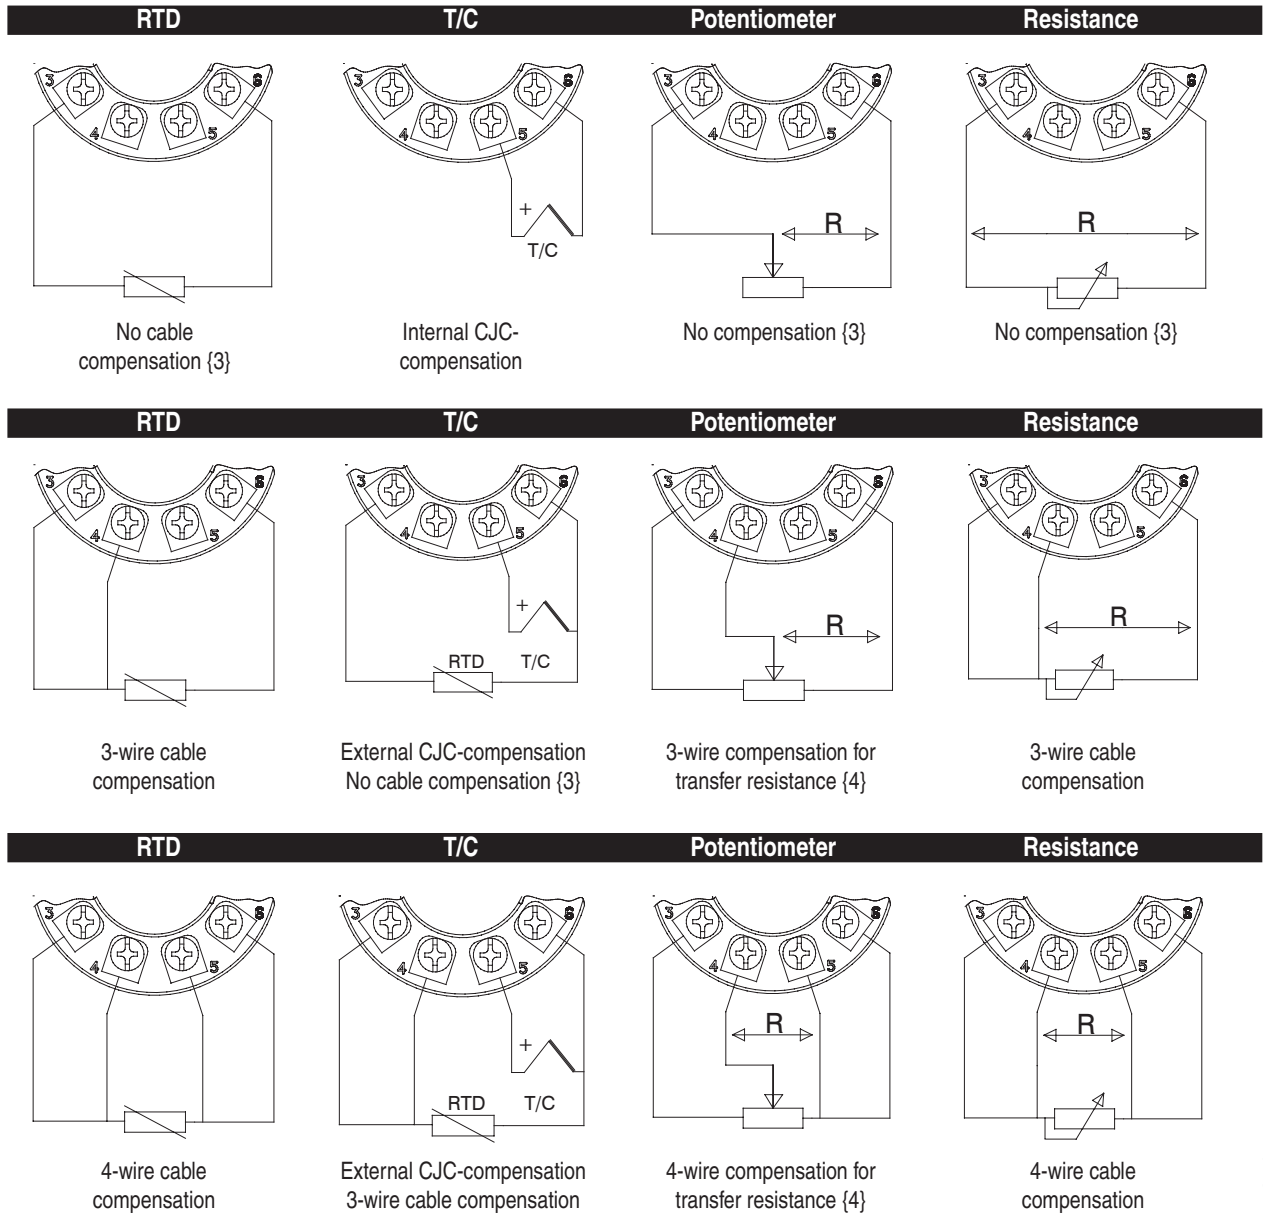 RTD T/C Potentiometer Resistance
3 4 5 6 3 4 5 6 3 4 5 6 3 4 5 6
+ R R
T/C
No cable Internal CJC- No compensation {3} No compensation {3}
compensation {3} compensation
RTD T/C Potentiometer Resistance
3 4 5 6 3 4 5 6 3 4 5 6 3 4 5 6
+ R R
RTD T/C
3-wire cable External CJC-compensation 3-wire compensation for 3-wire cable
compensation No cable compensation {3} transfer resistance {4} compensation
RTD T/C Potentiometer Resistance
3 4 5 6 3 4 5 6 3 4 5 6 3 4 5 6
+ R R
RTD T/C
4-wire cable External CJC-compensation 4-wire compensation for 4-wire cable
compensation 3-wire cable compensation transfer resistance {4} compensation